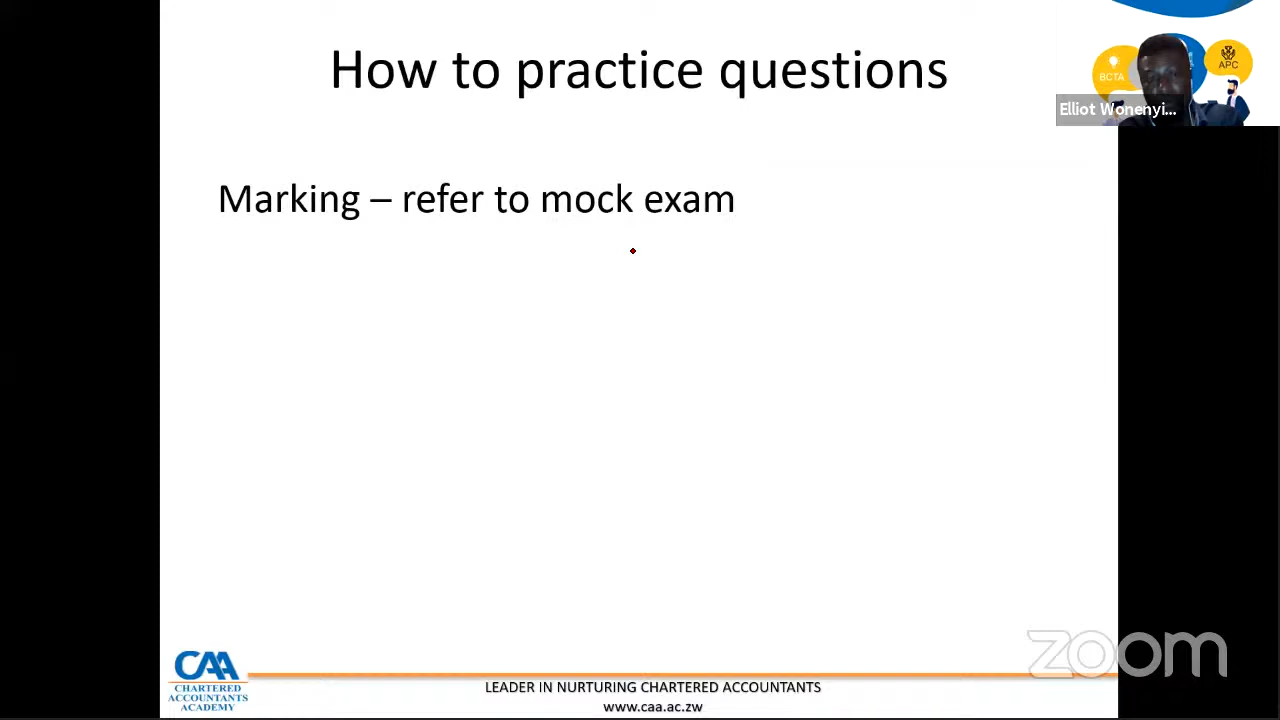 How to practice questions
BCTA
APC
Elliot Wonenyi...
Marking – refer to mock exam
zoom
CAA
CHARTERED
ACCOUNTANTS
ACADEMY
LEADER IN NURTURING CHARTERED ACCOUNTANTS
www.caa.ac.zw